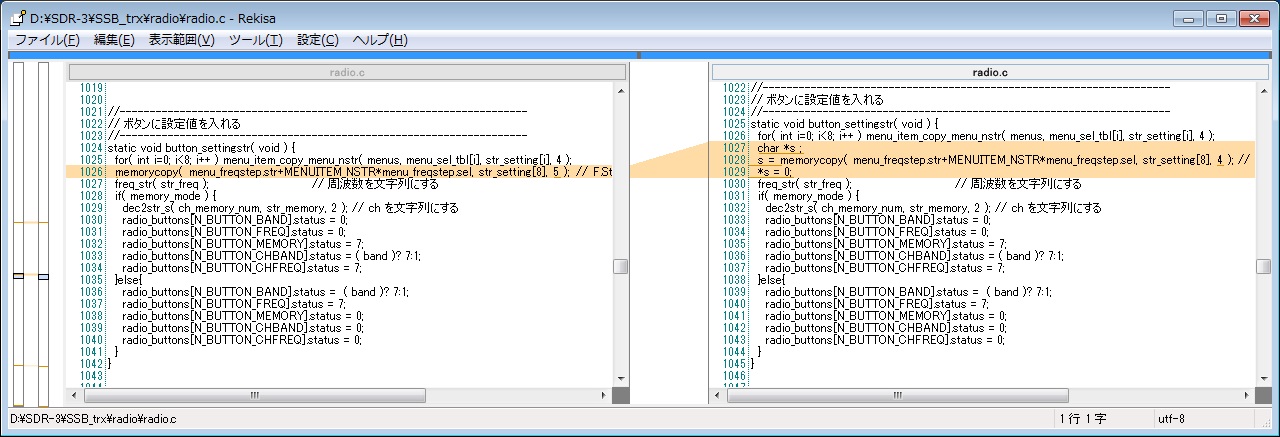 D:¥SDR-3¥SSB_trx¥radio¥radio.c - Rekisa
ファイル(F) 編集(E) 表示範囲(V) ツール(T) 設定(C) ヘルプ(H)
radio.c
1019
1020
1021 //------------------------------------------------------------------------
1022 // ボタンに設定値を入れる
1023 //------------------------------------------------------------------------
1024 static void button_settingstr( void ) {
1025 for( int i=0; i<8; i++ ) menu_item_copy_menu_nstr( menus, menu_sel_tbl[i], str_setting[i], 4 );
1026 memorycopy( menu_freqstep.str+MENUITEM_NSTR*menu_freqstep.sel, str_setting[8], 5 ); // F.St
1027 freq_str( str_freq ); // 周波数を文字列にする
1028 if( memory_mode ) {
1029 dec2str_s( ch_memory_num, str_memory, 2 ); // ch を文字列にする
1030 radio_buttons[N_BUTTON_BAND].status = 0;
1031 radio_buttons[N_BUTTON_FREQ].status = 0;
1032 radio_buttons[N_BUTTON_MEMORY].status = 7;
1033 radio_buttons[N_BUTTON_CHBAND].status = ( band )? 7:1;
1034 radio_buttons[N_BUTTON_CHFREQ].status = 7;
1035 }else{
1036 radio_buttons[N_BUTTON_BAND].status = ( band )? 7:1;
1037 radio_buttons[N_BUTTON_FREQ].status = 7;
1038 radio_buttons[N_BUTTON_MEMORY].status = 0;
1039 radio_buttons[N_BUTTON_CHBAND].status = 0;
1040 radio_buttons[N_BUTTON_CHFREQ].status = 0;
1041 }
1042 }
1043
radio.c
1022 //------------------------------------------------------------------------
1023 // ボタンに設定値を入れる
1024 //------------------------------------------------------------------------
1025 static void button_settingstr( void ) {
1026 for( int i=0; i<8; i++ ) menu_item_copy_menu_nstr( menus, menu_sel_tbl[i], str_setting[i], 4 );
1027 char *s ;
1028 s = memorycopy( menu_freqstep.str+MENUITEM_NSTR*menu_freqstep.sel, str_setting[8], 4 ); //
1029 *s = 0;
1030 freq_str( str_freq ); // 周波数を文字列にする
1031 if( memory_mode ) {
1032 dec2str_s( ch_memory_num, str_memory, 2 ); // ch を文字列にする
1033 radio_buttons[N_BUTTON_BAND].status = 0;
1034 radio_buttons[N_BUTTON_FREQ].status = 0;
1035 radio_buttons[N_BUTTON_MEMORY].status = 7;
1036 radio_buttons[N_BUTTON_CHBAND].status = ( band )? 7:1;
1037 radio_buttons[N_BUTTON_CHFREQ].status = 7;
1038 }else{
1039 radio_buttons[N_BUTTON_BAND].status = ( band )? 7:1;
1040 radio_buttons[N_BUTTON_FREQ].status = 7;
1041 radio_buttons[N_BUTTON_MEMORY].status = 0;
1042 radio_buttons[N_BUTTON_CHBAND].status = 0;
1043 radio_buttons[N_BUTTON_CHFREQ].status = 0;
1044 }
1045 }
1046
D:¥SDR-3¥SSB_trx¥radio¥radio.c 1行 1字 utf-8